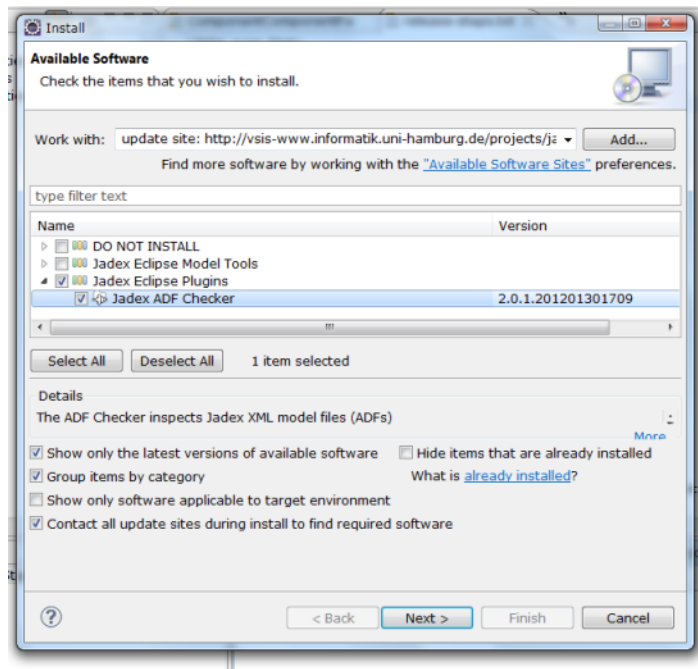 Install
Available Software
Check the items that you wish to install.
Work with: update site: http://vsis-www.informatik.uni-hamburg.de/projects/ja Add...
Find more software by working with the "Available Software Sites" preferences.
type filter text
Name Version
DO NOT INSTALL
Jadex Eclipse Model Tools
Jadex Eclipse Plugins
Jadex ADF Checker 2.0.1.201201301709
Select All Deselect All 1 item selected
Details
The ADF Checker inspects Jadex XML model files (ADFs)
More
Show only the latest versions of available software Hide items that are already installed
Group items by category What is already installed?
Show only software applicable to target environment
Contact all update sites during install to find required software
< Back Next > Finish Cancel